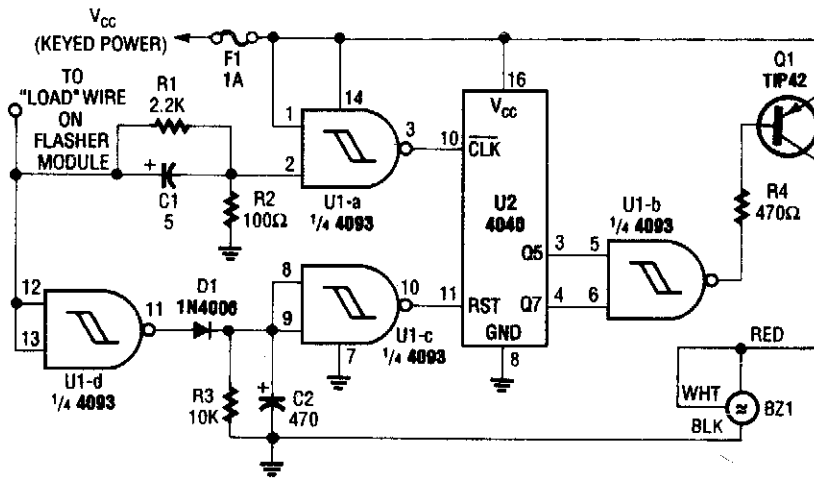 VCC
(KEYED POWER)
F1
1A
TO
"LOAD" WIRE
ON
FLASHER
MODULE
R1
2.2K
+
C1
5
R2
100Ω
1
2
14
3
U1-a
1/4 4093
10
CLK
16
VCC
U2
4040
Q5
3
Q7
4
11
RST
GND
8
5
6
U1-b
1/4 4093
Q1
TIP42
R4
470Ω
12
13
11
U1-d
1/4 4093
D1
1N4006
8
9
10
7
U1-c
1/4 4093
R3
10K
+
C2
470
RED
WHT
BLK
BZ1